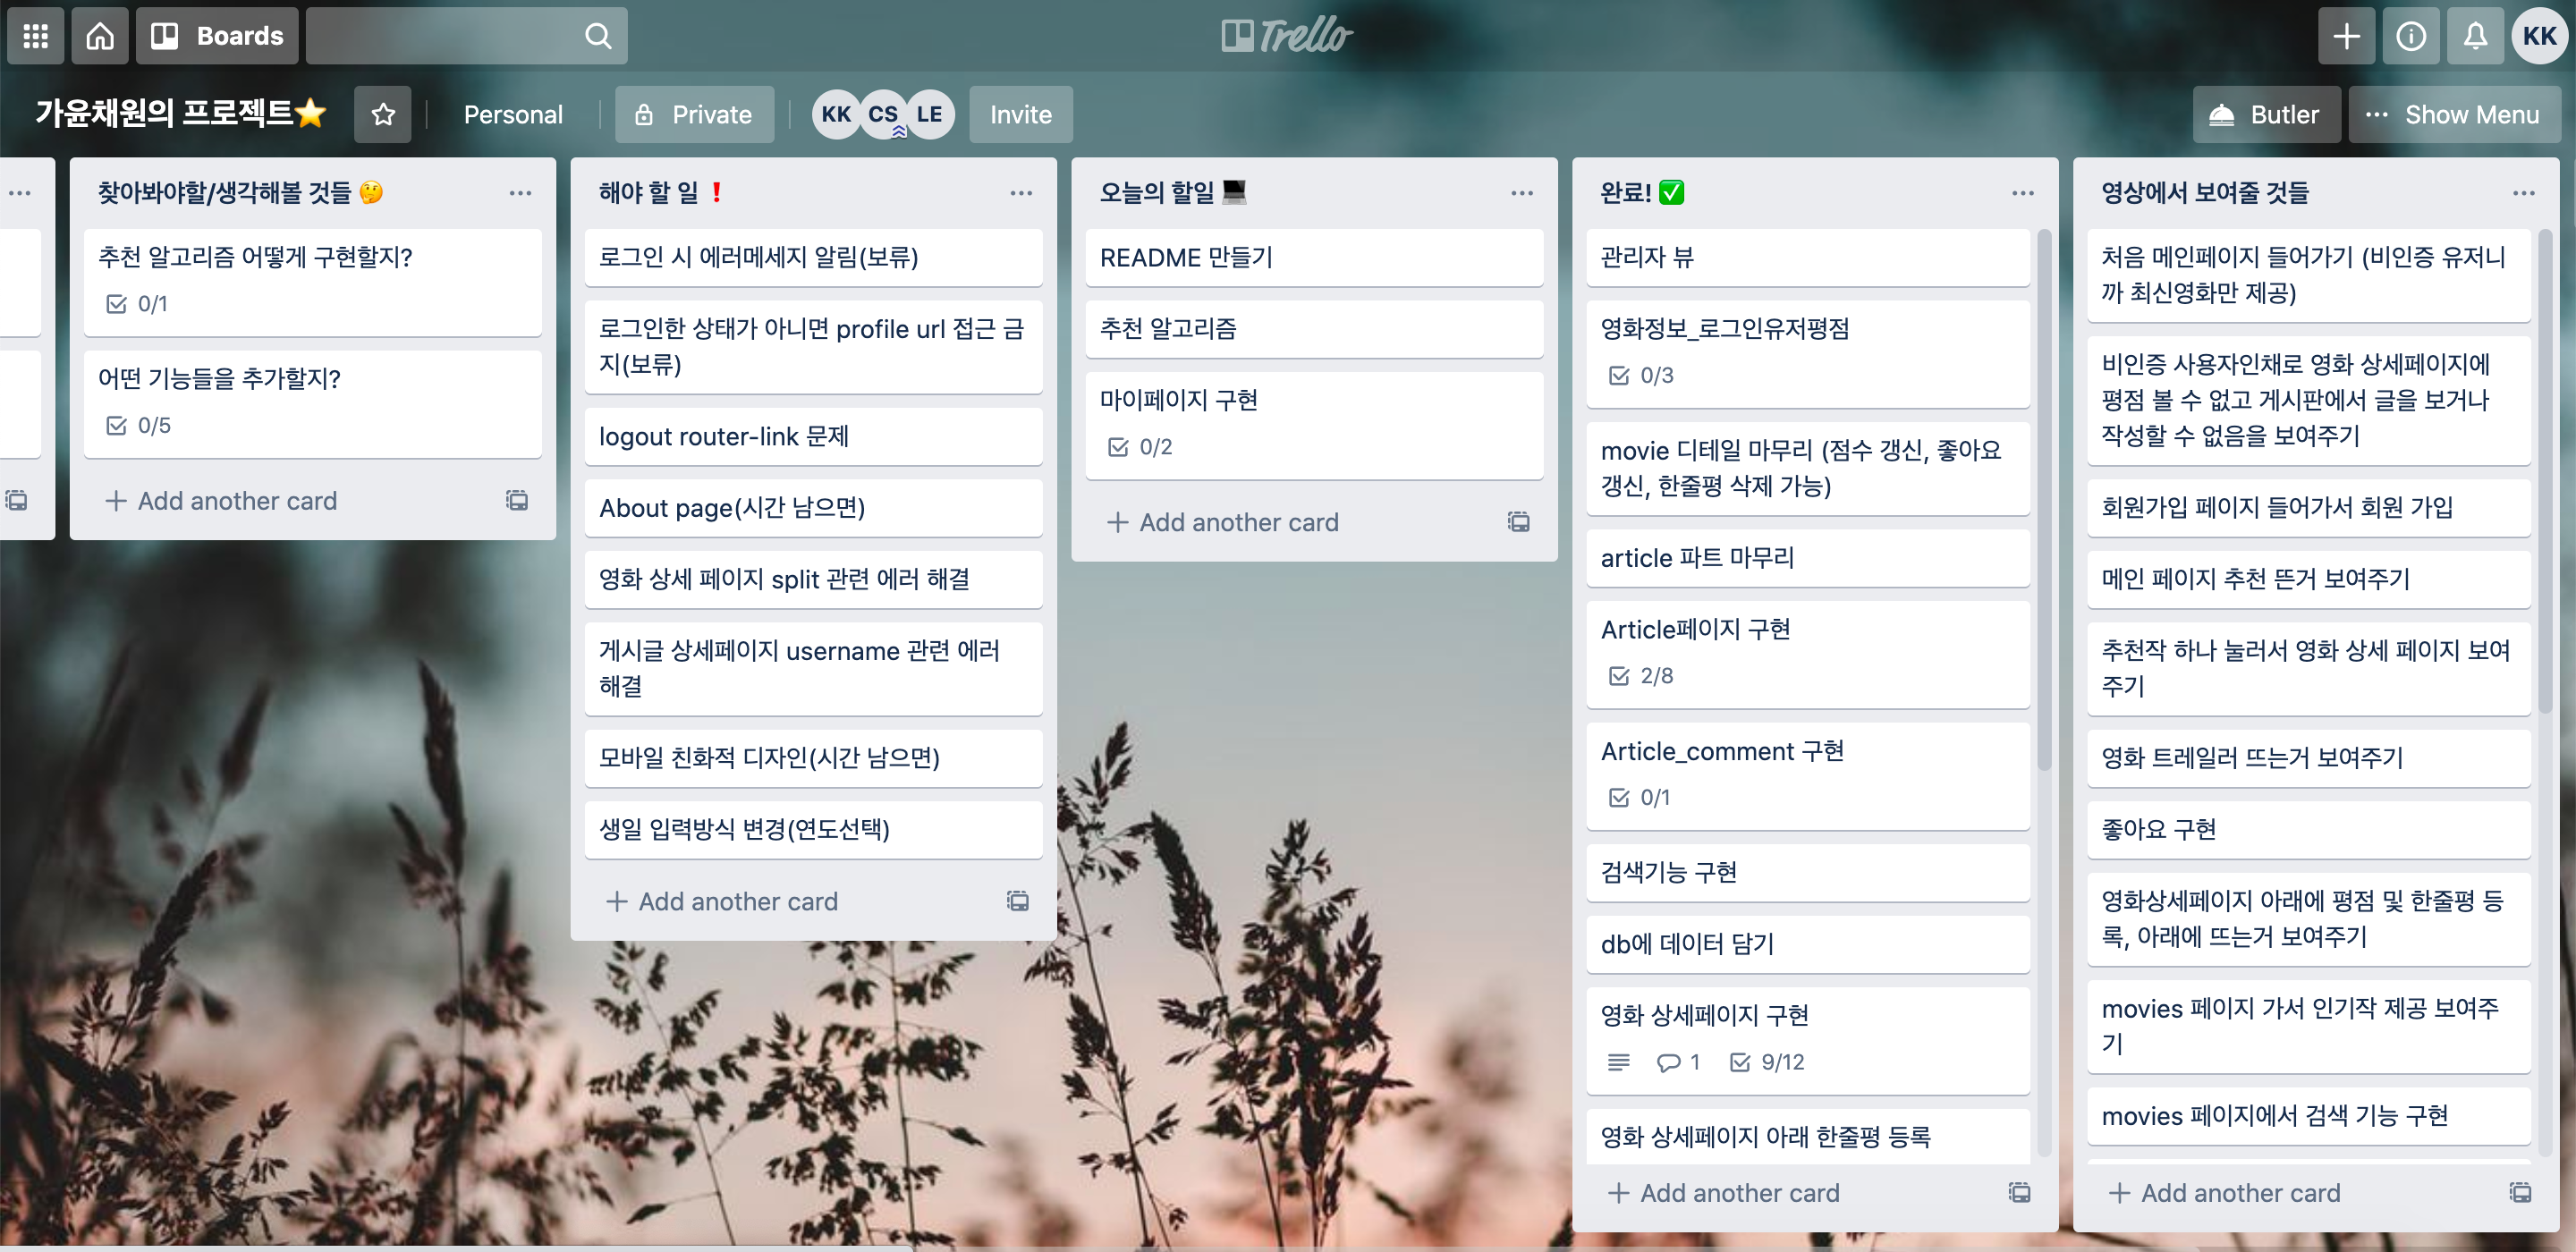 Boards
Trello
KK
가윤채원의 프로젝트⭐
Personal
Private
KK CS LE
Invite
Butler
··· Show Menu
찾아봐야할/생각해볼 것들 🤔
추천 알고리즘 어떻게 구현할지?
0/1
어떤 기능들을 추가할지?
0/5
+ Add another card
해야 할 일 ❗
로그인 시 에러메세지 알림(보류)
로그인한 상태가 아니면 profile url 접근 금
지(보류)
logout router-link 문제
About page(시간 남으면)
영화 상세 페이지 split 관련 에러 해결
게시글 상세페이지 username 관련 에러
해결
모바일 친화적 디자인(시간 남으면)
생일 입력방식 변경(연도선택)
+ Add another card
오늘의 할일 💻
README 만들기
추천 알고리즘
마이페이지 구현
0/2
+ Add another card
완료! ✅
관리자 뷰
영화정보_로그인유저평점
0/3
movie 디테일 마무리 (점수 갱신, 좋아요
갱신, 한줄평 삭제 가능)
article 파트 마무리
Article페이지 구현
2/8
Article_comment 구현
0/1
검색기능 구현
db에 데이터 담기
영화 상세페이지 구현
1 9/12
영화 상세페이지 아래 한줄평 등록
+ Add another card
영상에서 보여줄 것들
처음 메인페이지 들어가기 (비인증 유저니
까 최신영화만 제공)
비인증 사용자인채로 영화 상세페이지에
평점 볼 수 없고 게시판에서 글을 보거나
작성할 수 없음을 보여주기
회원가입 페이지 들어가서 회원 가입
메인 페이지 추천 뜬거 보여주기
추천작 하나 눌러서 영화 상세 페이지 보여
주기
영화 트레일러 뜨는거 보여주기
좋아요 구현
영화상세페이지 아래에 평점 및 한줄평 등
록, 아래에 뜨는거 보여주기
movies 페이지 가서 인기작 제공 보여주
기
movies 페이지에서 검색 기능 구현
+ Add another card